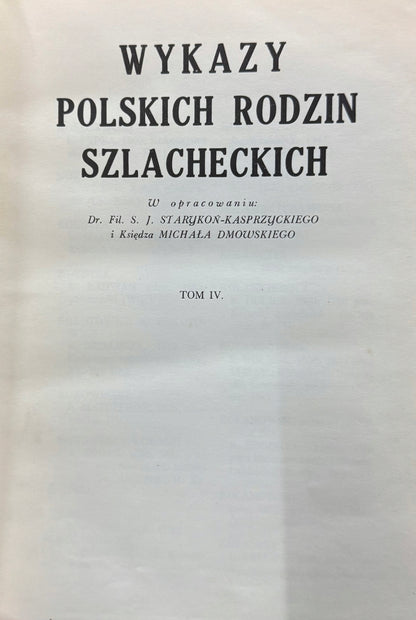 WYKAZY
POLSKICH RODZIN
SZLACHECKICH
W opracowaniu:
Dr. Fil. S. J. STARYKOŃ-KASPRZYCKIEGO
i Księdza MICHAŁA DMOWSKIEGO
TOM IV.